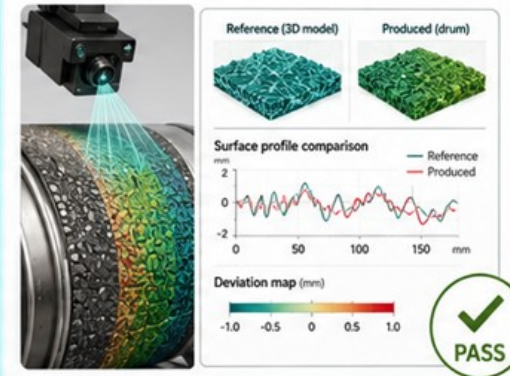 Reference (3D model) Produced (drum)
Surface profile comparison
mm
Reference
Produced
2
0
-2
0 50 100 150 mm
Deviation map (mm)
-1.0 -0.5 0 0.5 1.0
PASS